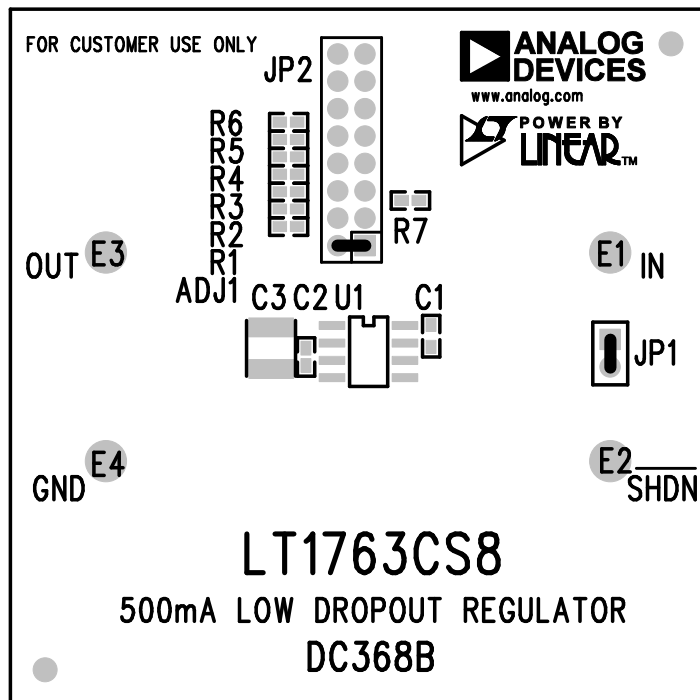 FOR CUSTOMER USE ONLY
ANALOG
DEVICES
www.analog.com
POWER BY
LINEAR™
JP2
R6
R5
R4
R3
R2
R1
ADJ1
R7
OUT E3
E1 IN
C3 C2 U1 C1
JP1
E4
GND
E2
SHDN
LT1763CS8
500mA LOW DROPOUT REGULATOR
DC368B